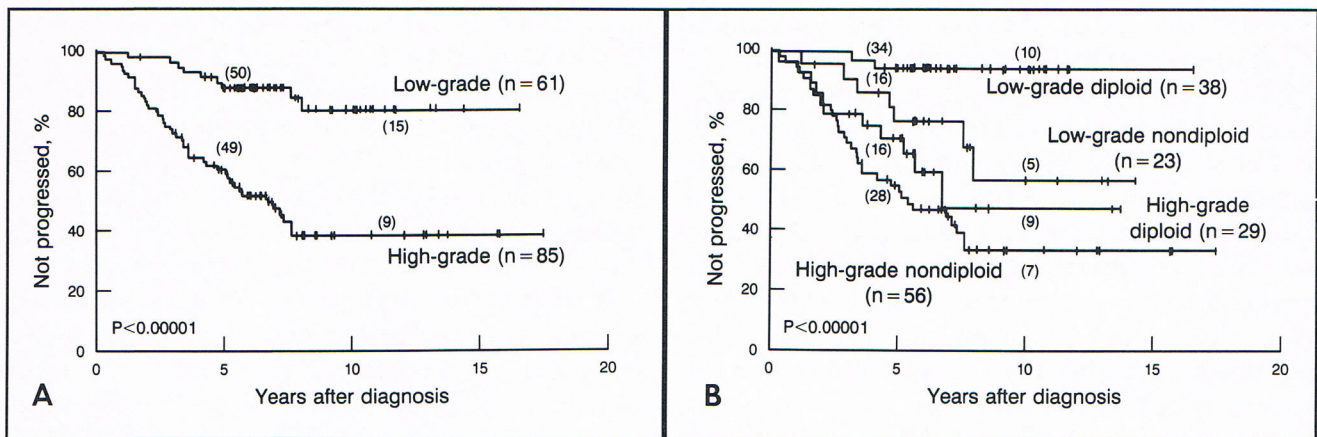 100
80
60
40
20
0
Not progressed, %
(50)
Low-grade (n=61)
(15)
(49)
(9)
High-grade (n=85)
P<0.00001
0 5 10 15 20
Years after diagnosis
A
100
80
60
40
20
0
Not progressed, %
(34)
(10)
(16)
Low-grade diploid (n=38)
Low-grade nondiploid
(n=23)
(16)
(5)
(28)
(9)
High-grade
diploid (n=29)
High-grade nondiploid
(n=56)
(7)
P<0.00001
0 5 10 15 20
Years after diagnosis
B